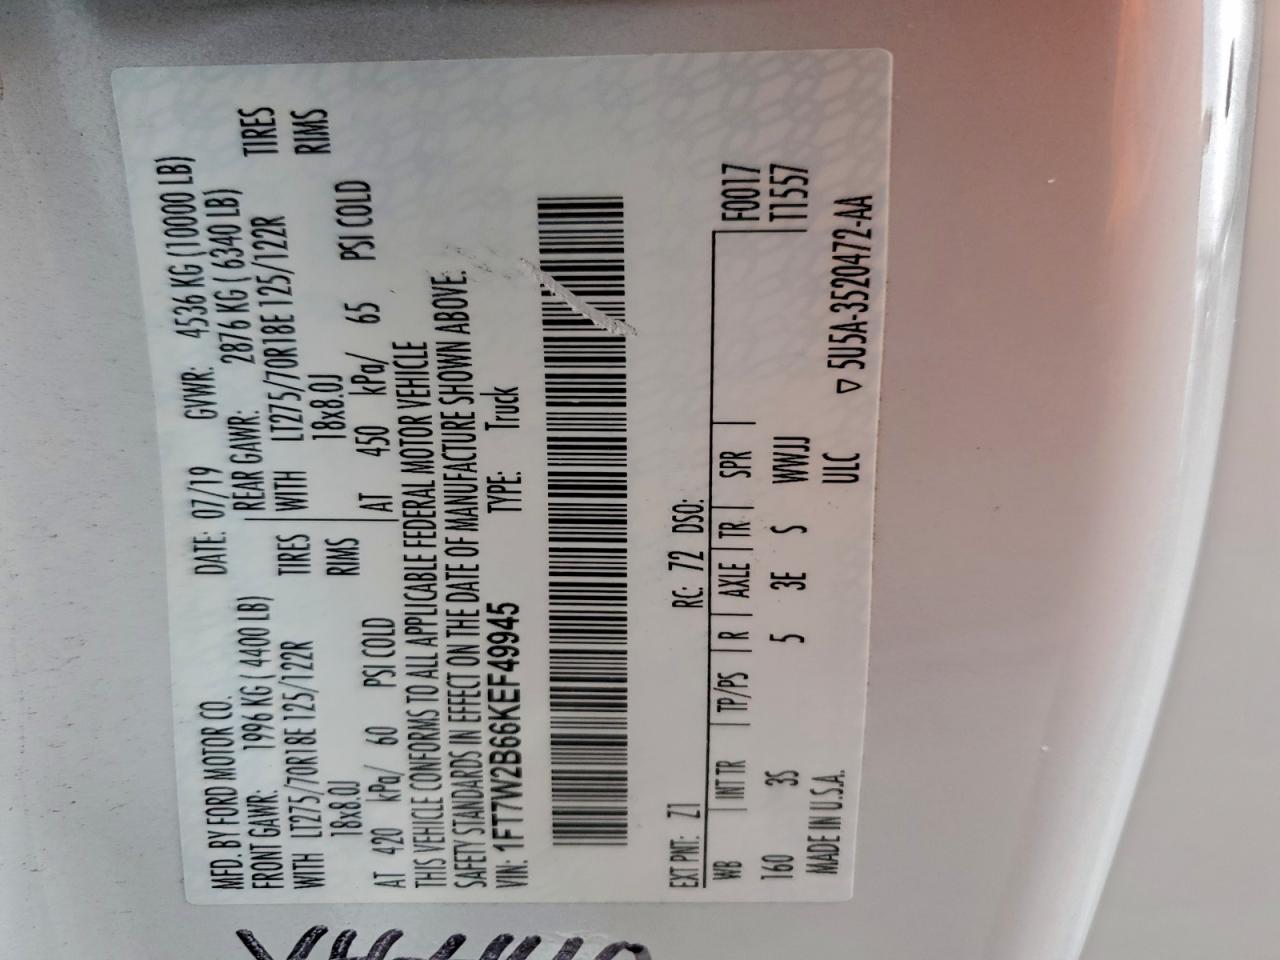 MFD. BY FORD MOTOR CO.
DATE: 07/19 GVWR: 4536 KG (10000 LB)
FRONT GAWR: 1996 KG ( 4400 LB) REAR GAWR: 2876 KG ( 6340 LB)
WITH LT275/70R18E 125/122R TIRES WITH LT275/70R18E 125/122R TIRES
18x8.0J RIMS 18x8.0J RIMS
AT 420 kPa/ 60 PSI COLD AT 450 kPa/ 65 PSI COLD
THIS VEHICLE CONFORMS TO ALL APPLICABLE FEDERAL MOTOR VEHICLE
SAFETY STANDARDS IN EFFECT ON THE DATE OF MANUFACTURE SHOWN ABOVE.
VIN: 1FT7W2B66KEF49945 TYPE: Truck
EXT PNT: Z1 RC: 72 DSO:
WB INT TR TP/PS R AXLE TR SPR F0017
160 3S 5 3E S WWJJ T1557
MADE IN U.S.A. ULC ▽ 5U5A-3520472-AA